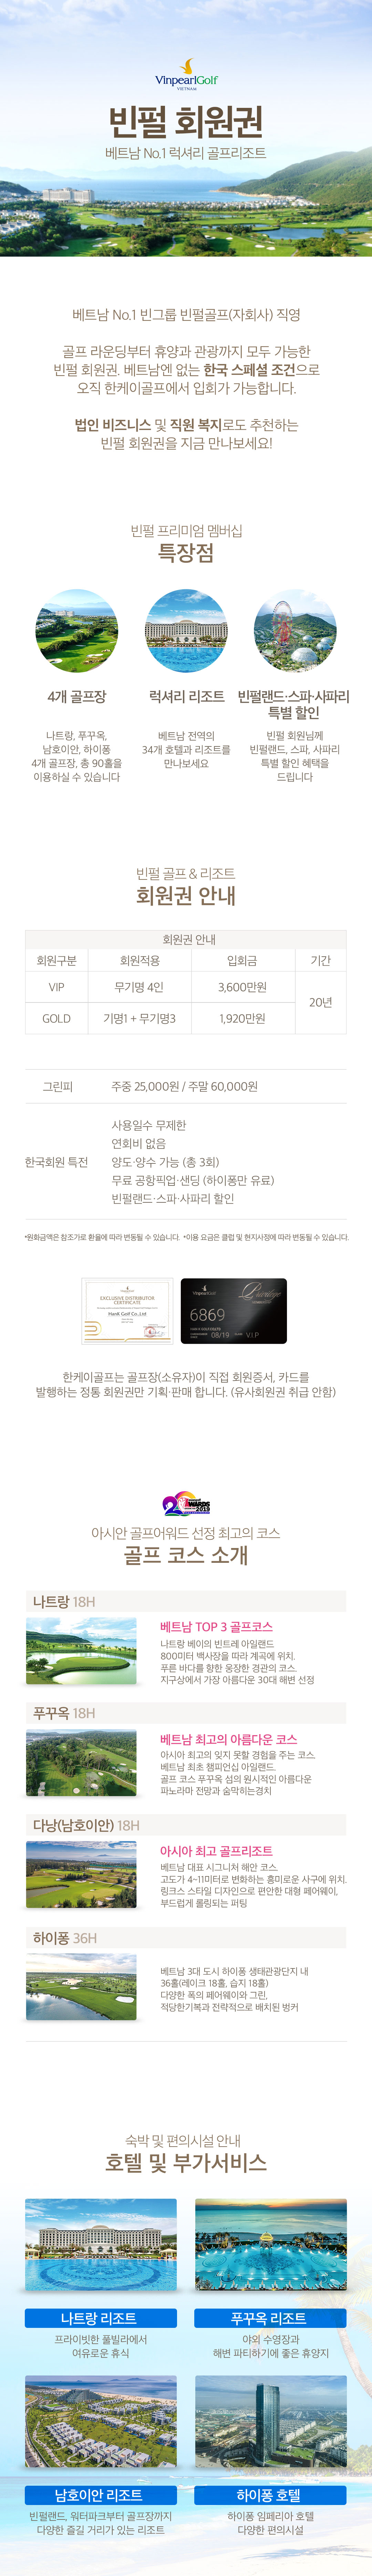 VinpearlGolf
VIETNAM
빈펄 회원권
베트남 No.1 럭셔리 골프리조트
베트남 No.1 빈그룹 빈펄골프(자회사) 직영
골프 라운딩부터 휴양과 관광까지 모두 가능한
빈펄 회원권. 베트남엔 없는 한국 스페셜 조건으로
오직 한케이골프에서 입회가 가능합니다.
법인 비즈니스 및 직원 복지로도 추천하는
빈펄 회원권을 지금 만나보세요!
빈펄 프리미엄 멤버십
특장점
4개 골프장
나트랑, 푸꾸옥,
남호이안, 하이퐁
4개 골프장, 총 90홀을
이용하실 수 있습니다
럭셔리 리조트
베트남 전역의
34개 호텔과 리조트를
만나보세요
빈펄랜드·스파·사파리
특별 할인
빈펄 회원님께
빈펄랜드, 스파, 사파리
특별 할인 혜택을
드립니다
빈펄 골프 & 리조트
회원권 안내
회원권 안내
회원구분 회원적용 입회금 기간
VIP 무기명 4인 3,600만원
20년
GOLD 기명1 + 무기명3 1,920만원
그린피 주중 25,000원 / 주말 60,000원
한국회원 특전
사용일수 무제한
연회비 없음
양도·양수 가능 (총 3회)
무료 공항픽업·샌딩 (하이퐁만 유료)
빈펄랜드·스파·사파리 할인
*원화금액은 참조가로 환율에 따라 변동될 수 있습니다. *이용 요금은 클럽 및 현지사정에 따라 변동될 수 있습니다.
EXCLUSIVE DISTRIBUTOR
CERTIFICATE
HanK Golf Co.,Ltd
VinpearlGolf
6869
08/19 V.I.P
한케이골프는 골프장(소유자)이 직접 회원증서, 카드를
발행하는 정통 회원권만 기획·판매 합니다. (유사회원권 취급 안함)
AWARDS
2019
아시안 골프어워드 선정 최고의 코스
골프 코스 소개
나트랑 18H
베트남 TOP 3 골프코스
나트랑 베이의 빈트레 아일랜드
800미터 백사장을 따라 계곡에 위치.
푸른 바다를 향한 웅장한 경관의 코스.
지구상에서 가장 아름다운 30대 해변 선정
푸꾸옥 18H
베트남 최고의 아름다운 코스
아시아 최고의 잊지 못할 경험을 주는 코스.
베트남 최초 챔피언십 아일랜드.
골프 코스 푸꾸옥 섬의 원시적인 아름다운
파노라마 전망과 숨막히는경치
다낭(남호이안) 18H
아시아 최고 골프리조트
베트남 대표 시그니처 해안 코스.
고도가 4~11미터로 변화하는 흥미로운 사구에 위치.
링크스 스타일 디자인으로 편안한 대형 페어웨이,
부드럽게 롤링되는 퍼팅
하이퐁 36H
베트남 3대 도시 하이퐁 생태관광단지 내
36홀(레이크 18홀, 습지 18홀)
다양한 폭의 페어웨이와 그린,
적당한기복과 전략적으로 배치된 벙커
숙박 및 편의시설 안내
호텔 및 부가서비스
나트랑 리조트
프라이빗한 풀빌라에서
여유로운 휴식
푸꾸옥 리조트
야외 수영장과
해변 파티하기에 좋은 휴양지
남호이안 리조트
빈펄랜드, 워터파크부터 골프장까지
다양한 즐길 거리가 있는 리조트
하이퐁 호텔
하이퐁 임페리아 호텔
다양한 편의시설